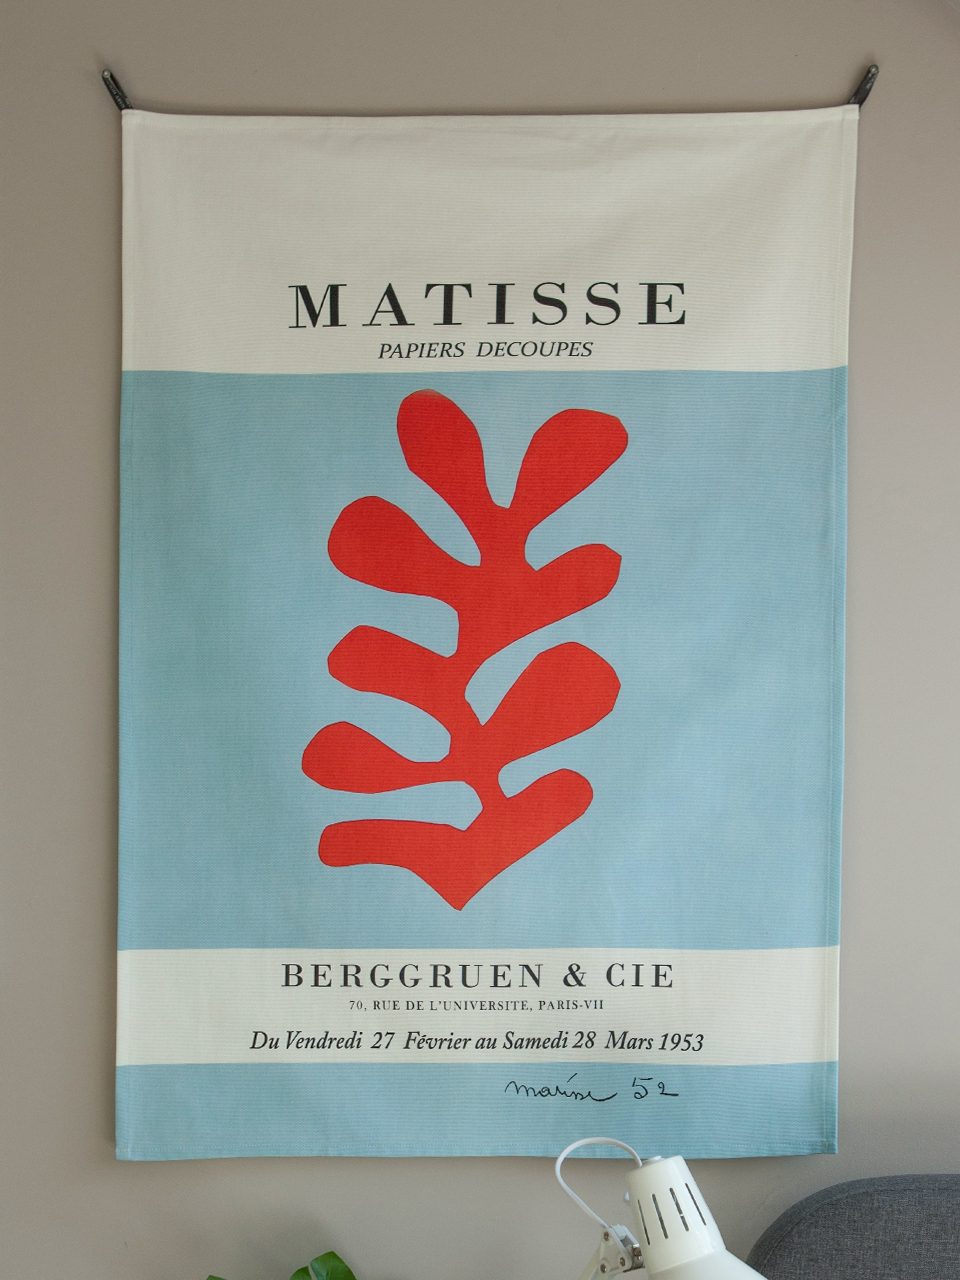 MATISSE
PAPIERS DECOUPES
BERGGRUEN & CIE
70, RUE DE L'UNIVERSITE, PARIS-VII
Du Vendredi 27 Février au Samedi 28 Mars 1953
Matisse 52